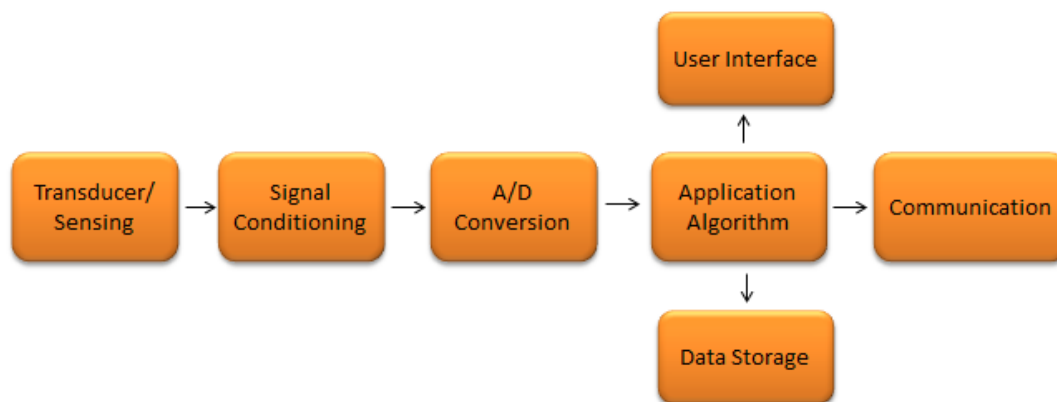 User Interface
Transducer/
Sensing
Signal
Conditioning
A/D
Conversion
Application
Algorithm
Communication
Data Storage